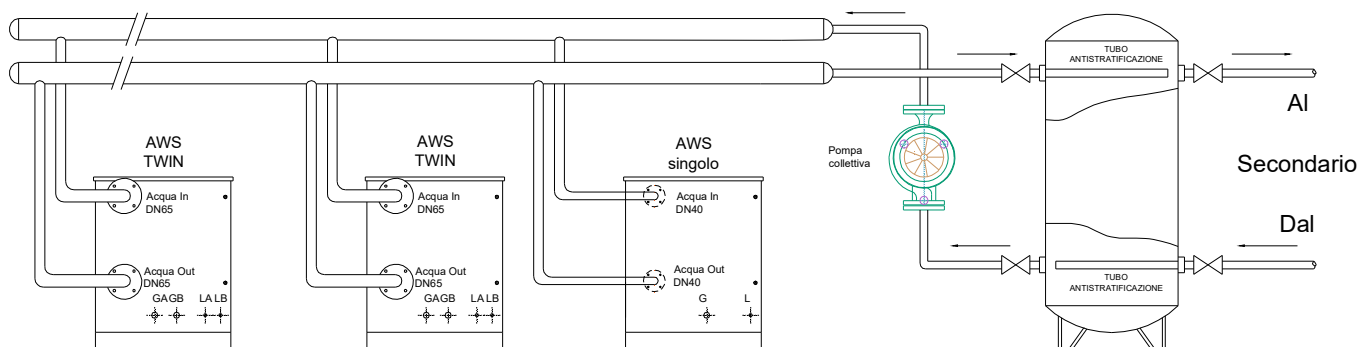 TUBO
ANTISTRATIFICAZIONE
Al
Secondario
Dal
TUBO
ANTISTRATIFICAZIONE
Pompa
collettiva
AWS
TWIN
Acqua In
DN65
Acqua Out
DN65
GA GB LA LB
AWS
TWIN
Acqua In
DN65
Acqua Out
DN65
GA GB LA LB
AWS
singolo
Acqua In
DN40
Acqua Out
DN40
G L